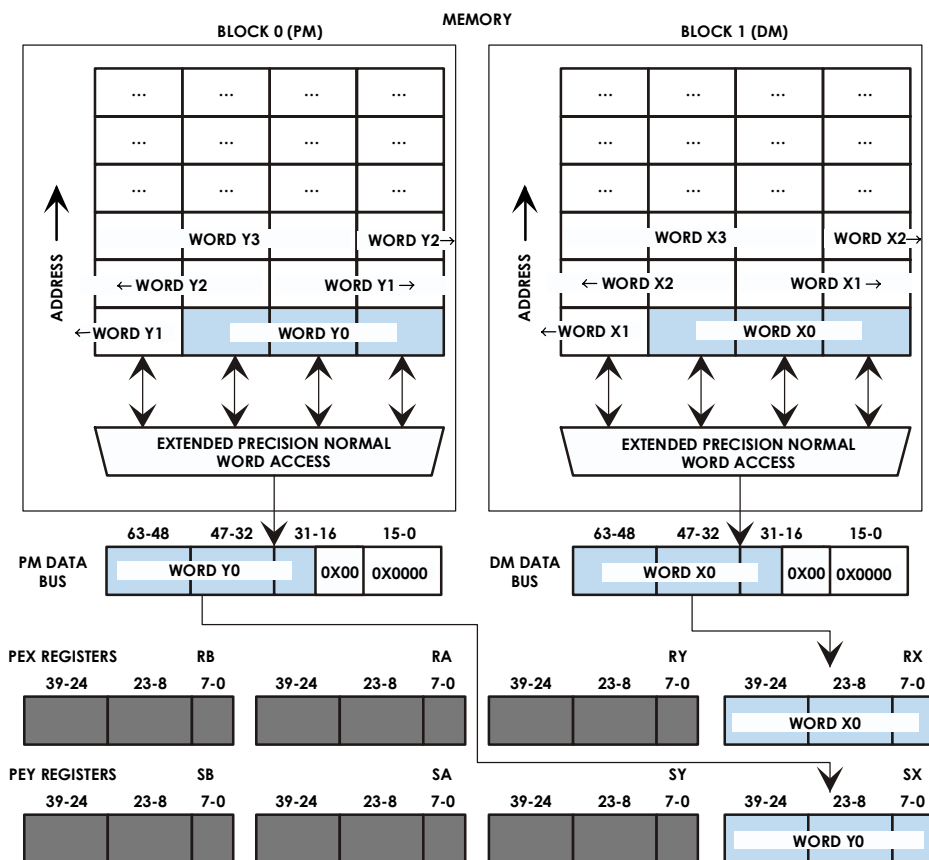 MEMORY
BLOCK 0 (PM) BLOCK 1 (DM)
... ... ... ... ... ... ... ...
... ... ... ... ... ... ... ...
... ... ... ... ... ... ... ...
WORD Y3 WORD Y2→ WORD X3 WORD X2→
←WORD Y2 WORD Y1→ ←WORD X2 WORD X1→
←WORD Y1 WORD Y0 ←WORD X1 WORD X0
ADDRESS ADDRESS
EXTENDED PRECISION NORMAL EXTENDED PRECISION NORMAL
WORD ACCESS WORD ACCESS
63-48 47-32 31-16 15-0 63-48 47-32 31-16 15-0
PM DATA BUS WORD Y0 0X00 0X0000 DM DATA BUS WORD X0 0X00 0X0000
PEX REGISTERS RB RA RY RX
39-24 23-8 7-0 39-24 23-8 7-0 39-24 23-8 7-0 39-24 23-8 7-0
WORD X0
PEY REGISTERS SB SA SY SX
39-24 23-8 7-0 39-24 23-8 7-0 39-24 23-8 7-0 39-24 23-8 7-0
WORD Y0